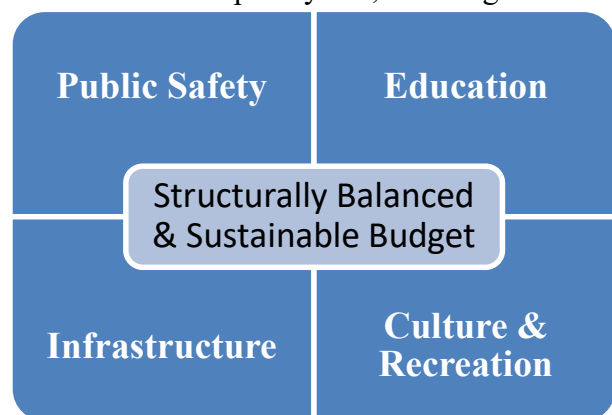 Public Safety
Education
Structurally Balanced
& Sustainable Budget
Infrastructure
Culture &
Recreation